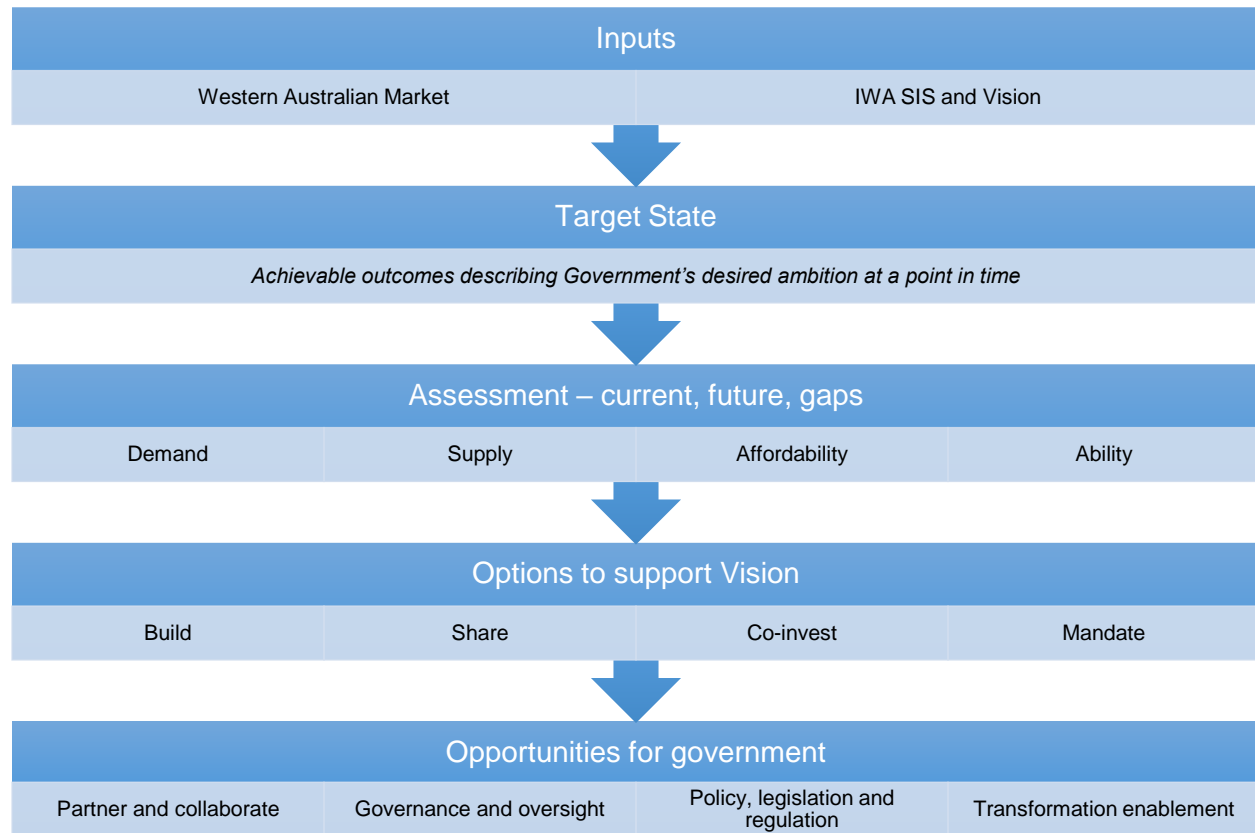 Inputs
Western Australian Market
IWA SIS and Vision
Target State
Achievable outcomes describing Government’s desired ambition at a point in time
Assessment – current, future, gaps
Demand
Supply
Affordability
Ability
Options to support Vision
Build
Share
Co-invest
Mandate
Opportunities for government
Partner and collaborate
Governance and oversight
Policy, legislation and
regulation
Transformation enablement